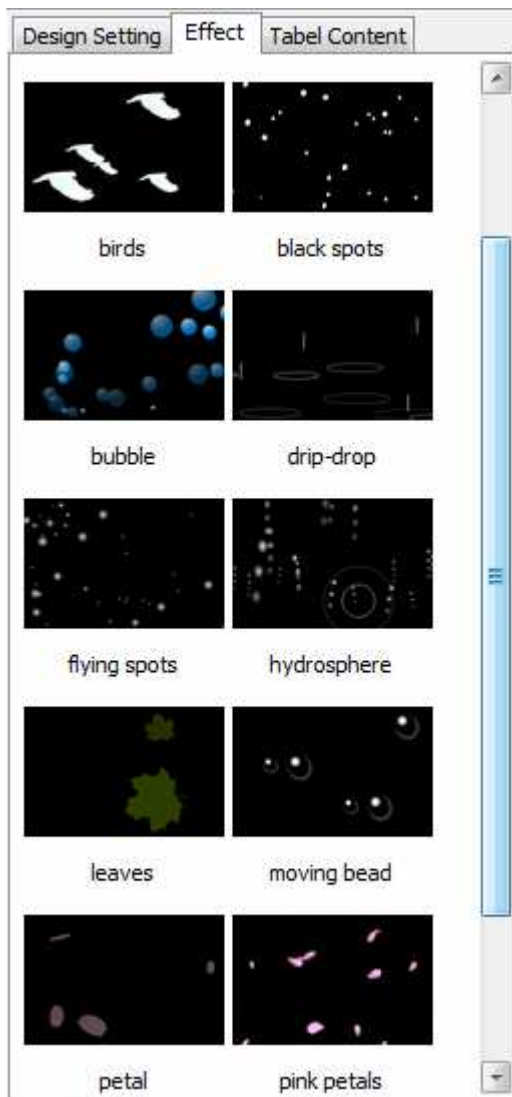 Design Setting Effect Tabel Content
birds black spots
bubble drip-drop
flying spots hydrosphere
leaves moving bead
petal pink petals